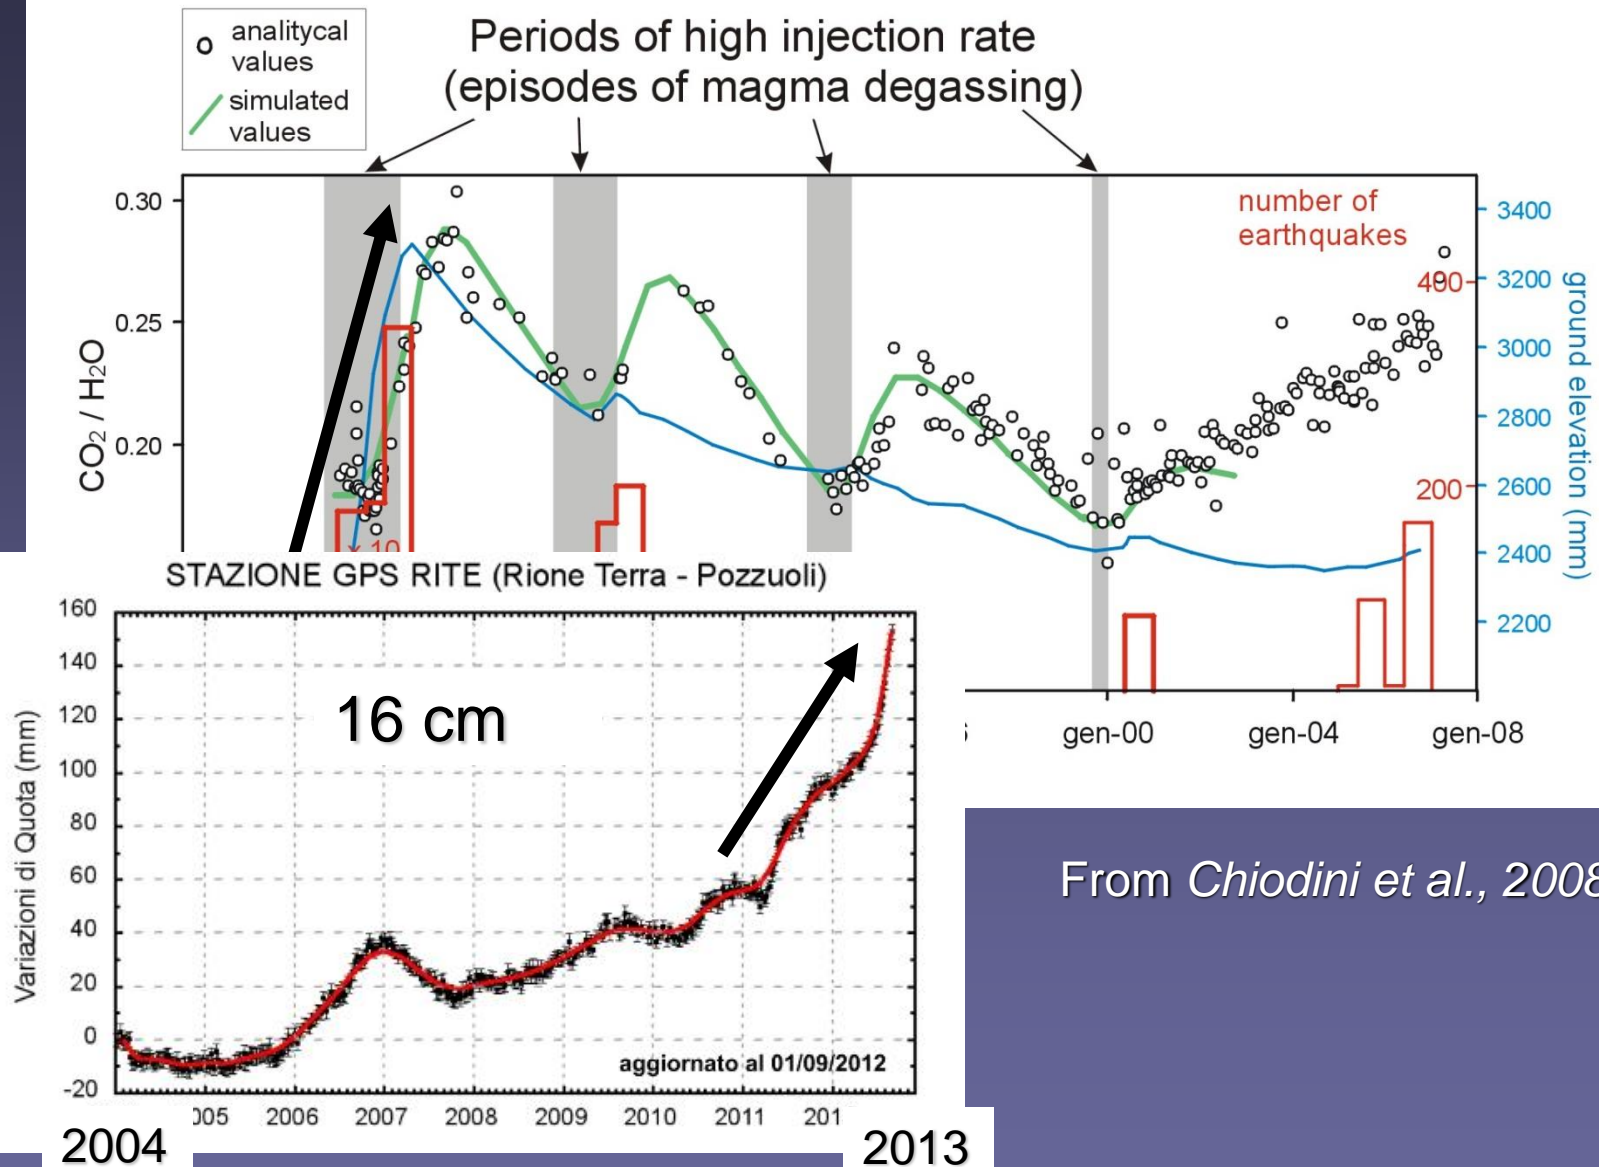 analitycal
values
simulated
values
Periods of high injection rate
(episodes of magma degassing)
0.30
0.25
0.20
CO2 / H2O
number of
earthquakes
400
200
3400
3200
3000
2800
2600
2400
2200
ground elevation (mm)
x 10
gen-00
gen-04
gen-08
STAZIONE GPS RITE (Rione Terra - Pozzuoli)
160
140
120
100
80
60
40
20
0
-20
Variazioni di Quota (mm)
16 cm
aggiornato al 01/09/2012
005 2006 2007 2008 2009 2010 2011 201
2004
2013
From Chiodini et al., 2008